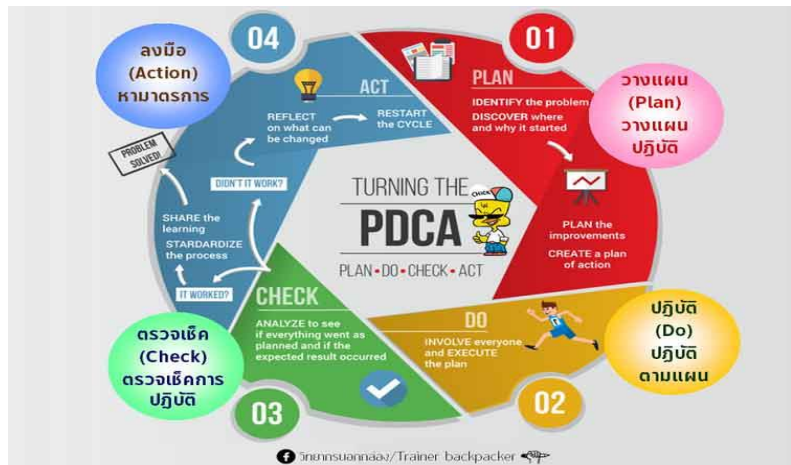 04
ลงมือ
(Action)
หามาตรการ
ACT
REFLECT
on what can
be changed
RESTART
the CYCLE
01
PLAN
IDENTIFY the problem
DISCOVER where
and why it started
วางแผน
(Plan)
วางแผน
ปฏิบัติ
PLAN the
improvements
CREATE a plan
of action
PROBLEM
SOLVED!
DIDN'T IT WORK?
SHARE the
learning
STARDARDIZE
the process
IT WORKED?
TURNING THE
PDCA
PLAN • DO • CHECK • ACT
CHECK
ANALYZE to see
if everything went as
planned and if the
expected result occurred
ตรวจเช็ค
(Check)
ตรวจเช็คการ
ปฏิบัติ
03
DO
INVOLVE everyone
and EXECUTE
the plan
ปฏิบัติ
(Do)
ปฏิบัติ
ตามแผน
02
วิทยากรนอกกล่อง/Trainer backpacker